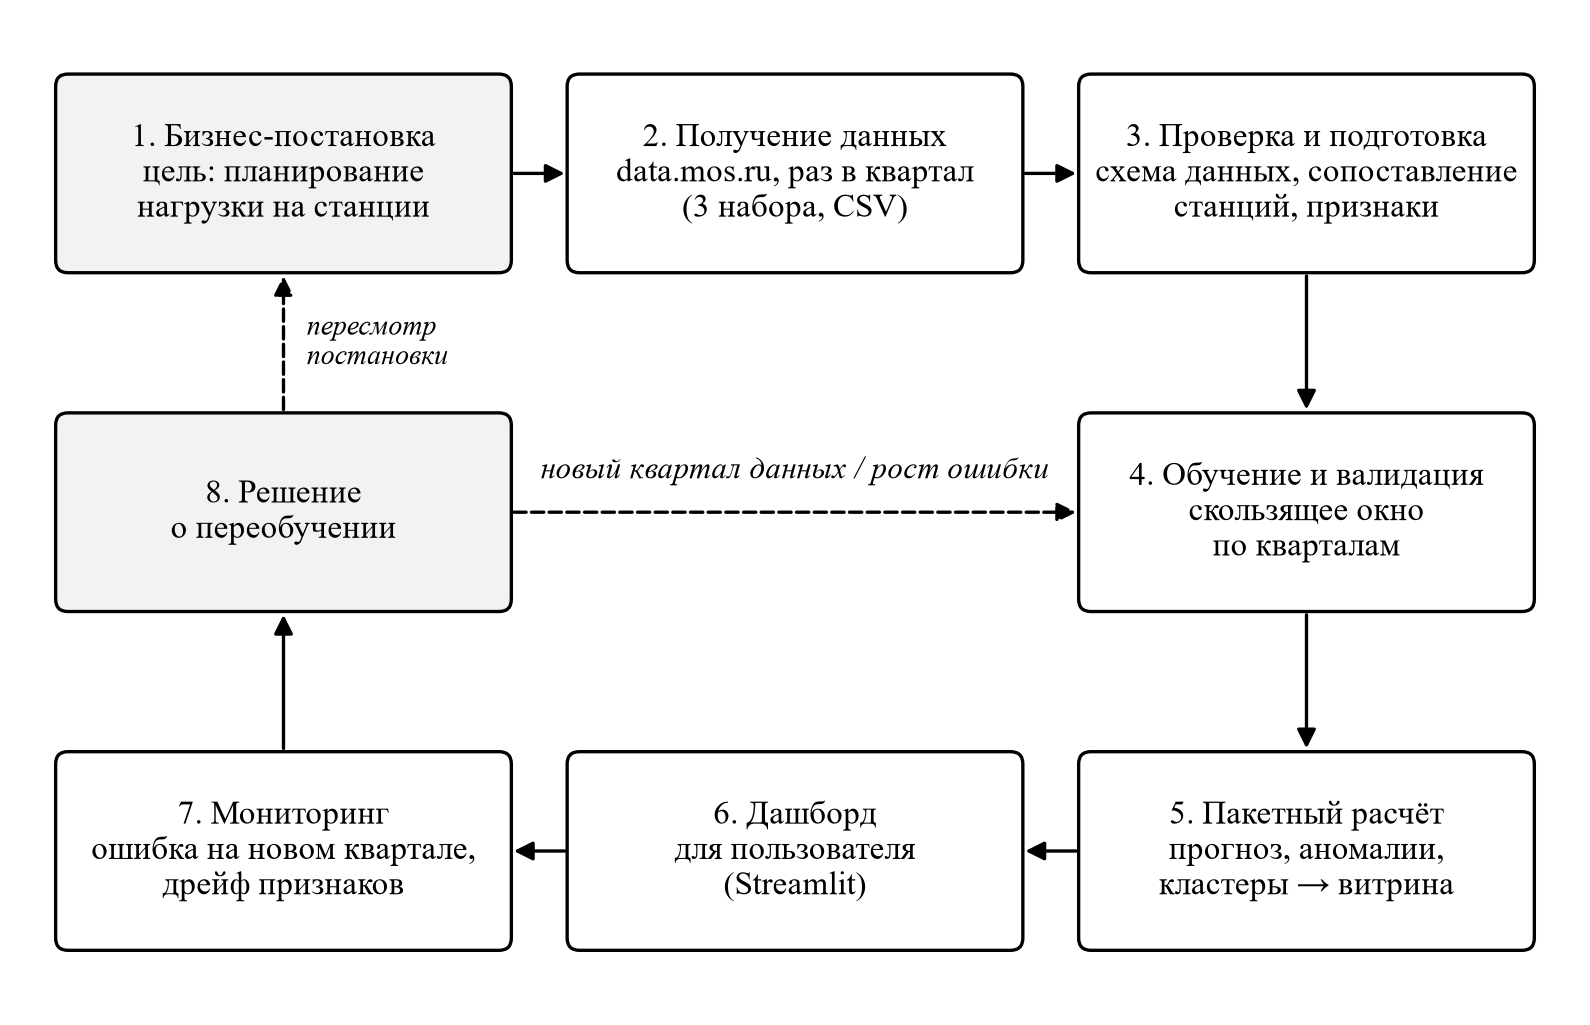 1. Бизнес-постановка
цель: планирование
нагрузки на станции
2. Получение данных
data.mos.ru, раз в квартал
(3 набора, CSV)
3. Проверка и подготовка
схема данных, сопоставление
станций, признаки
пересмотр
постановки
8. Решение
о переобучении
новый квартал данных / рост ошибки
4. Обучение и валидация
скользящее окно
по кварталам
7. Мониторинг
ошибка на новом квартале,
дрейф признаков
6. Дашборд
для пользователя
(Streamlit)
5. Пакетный расчёт
прогноз, аномалии,
кластеры → витрина